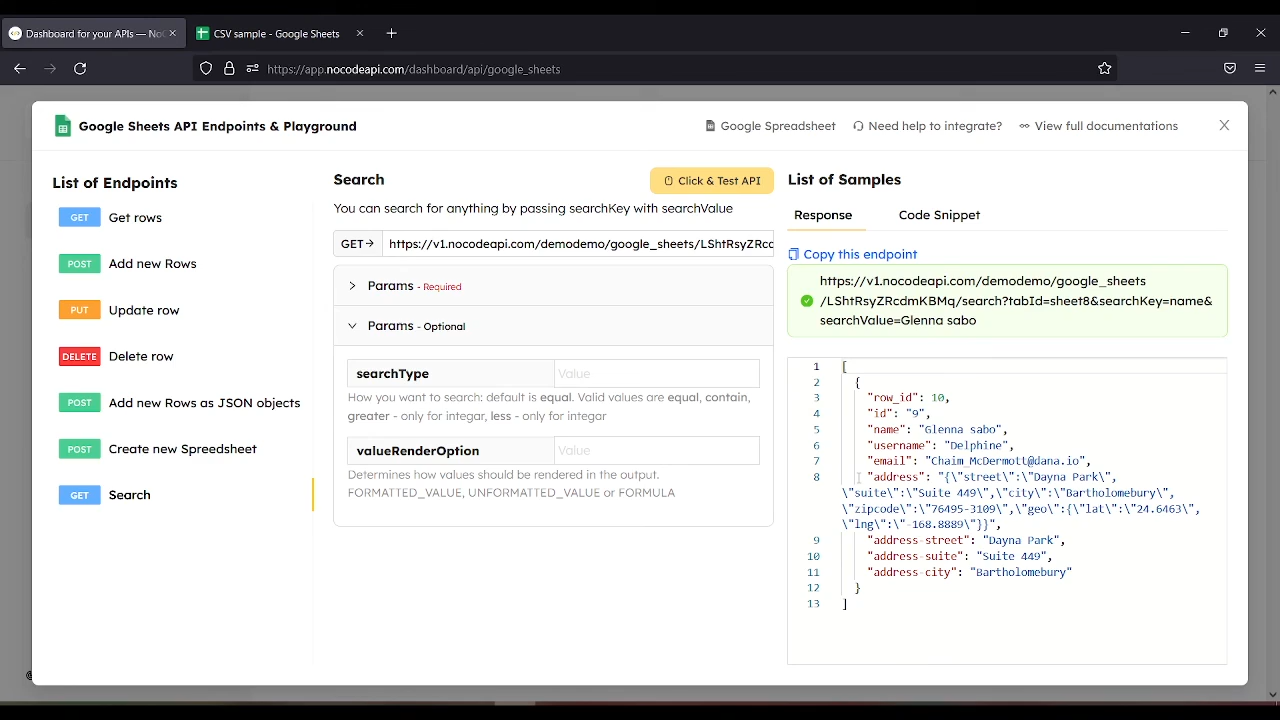 Dashboard for your APIs — NoC
CSV sample - Google Sheets
https://app.nocodeapi.com/dashboard/api/google_sheets
Google Sheets API Endpoints & Playground
Google Spreadsheet
Need help to integrate?
View full documentations
List of Endpoints
GET Get rows
POST Add new Rows
PUT Update row
DELETE Delete row
POST Add new Rows as JSON objects
POST Create new Spreedsheet
GET Search
Search
Click & Test API
You can search for anything by passing searchKey with searchValue
GET→ https://v1.nocodeapi.com/demodemo/google_sheets/LShtRsyZRcd
Params - Required
Params - Optional
searchType Value
How you want to search: default is equal. Valid values are equal, contain,
greater - only for integar, less - only for integar
valueRenderOption Value
Determines how values should be rendered in the output.
FORMATTED_VALUE, UNFORMATTED_VALUE or FORMULA
List of Samples
Response
Code Snippet
Copy this endpoint
https://v1.nocodeapi.com/demodemo/google_sheets
/LShtRsyZRcdmKBMq/search?tabId=sheet8&searchKey=name&
searchValue=Glenna sabo
1 [
2 {
3 "row_id": 10,
4 "id": "9",
5 "name": "Glenna sabo",
6 "username": "Delphine",
7 "email": "Chaim_McDermott@dana.io",
8 "address": "{\"street\":\"Dayna Park\",
\"suite\":\"Suite 449\",\"city\":\"Bartholomebury\",
\"zipcode\":\"76495-3109\",\"geo\":{\"lat\":\"24.6463\",
\"lng\":\"-168.8889\"}}",
9 "address-street": "Dayna Park",
10 "address-suite": "Suite 449",
11 "address-city": "Bartholomebury"
12 }
13 ]